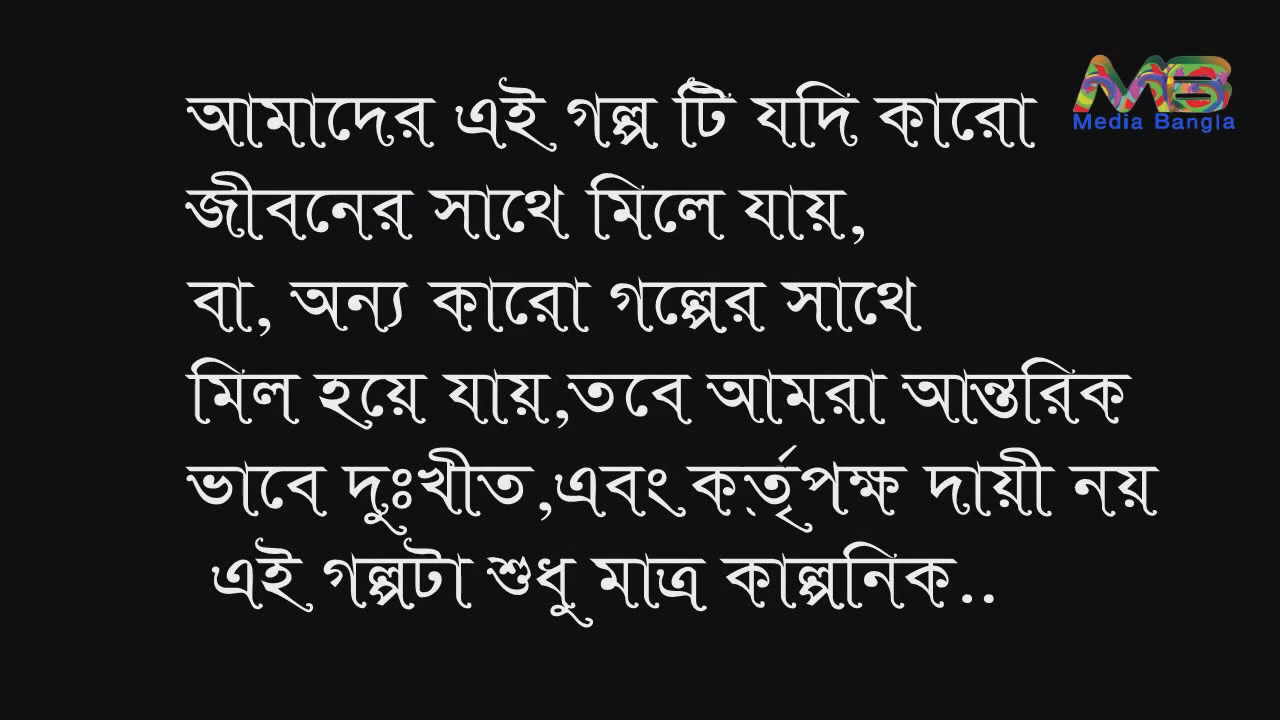 আমাদের এই গল্প টি যদি কারো
MB
Media Bangla
জীবনের সাথে মিলে যায়,
বা, অন্য কারো গল্পের সাথে
মিল হয়ে যায়,তবে আমরা আন্তরিক
ভাবে দুঃখীত,এবং কর্তৃপক্ষ দায়ী নয়
এই গল্পটা শুধু মাত্র কাল্পনিক..